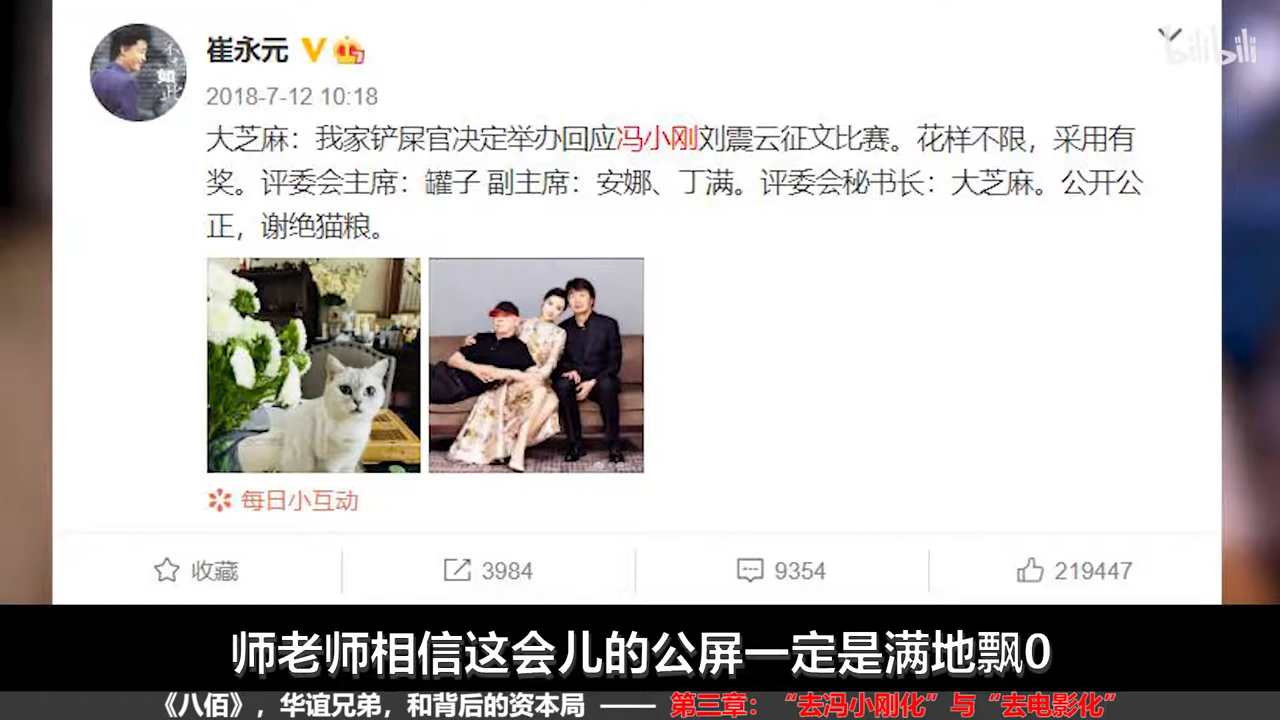 崔永元
bilibili
2018-7-12 10:18
大芝麻：我家铲屎官决定举办回应冯小刚刘震云征文比赛。花样不限，采用有
奖。评委会主席：罐子 副主席：安娜、丁满。评委会秘书长：大芝麻。公开公
正，谢绝猫粮。
每日小互动
收藏 3984 9354 219447
师老师相信这会儿的公屏一定是满地飘0
《八佰》，华谊兄弟，和背后的资本局 —— 第三章：“去冯小刚化”与“去电影化”